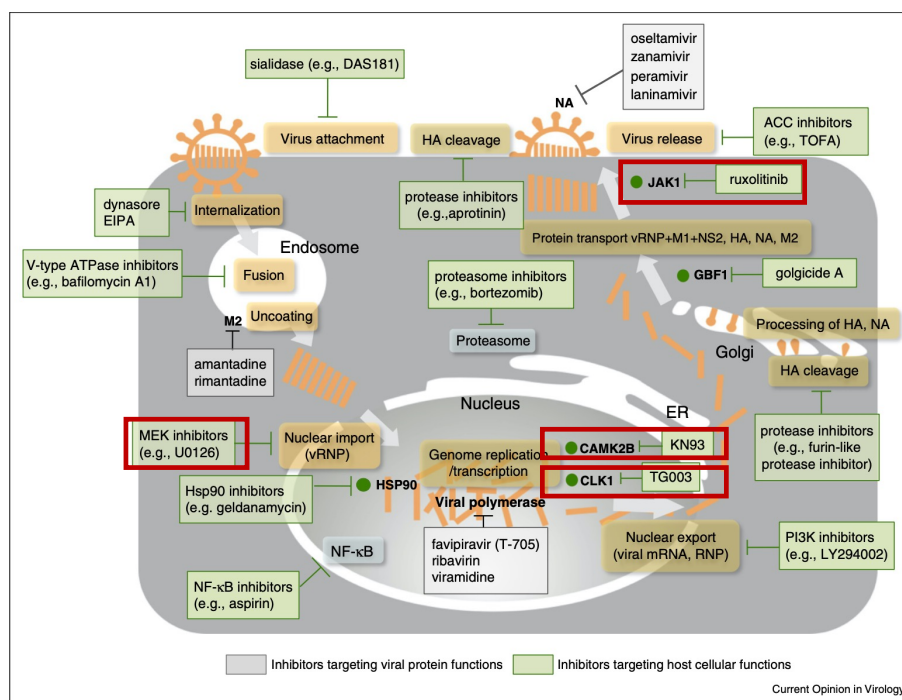 oseltamivir
zanamivir
peramivir
laninamivir
sialidase (e.g., DAS181)
NA
Virus attachment
HA cleavage
Virus release
ACC inhibitors
(e.g., TOFA)
JAK1
ruxolitinib
dynasore
EIPA
Internalization
protease inhibitors
(e.g.,aprotinin)
Protein transport vRNP+M1+NS2, HA, NA, M2
Endosome
V-type ATPase inhibitors
(e.g., bafilomycin A1)
Fusion
proteasome inhibitors
(e.g., bortezomib)
GBF1
golgicide A
M2
Uncoating
Proteasome
Processing of HA, NA
Golgi
amantadine
rimantadine
HA cleavage
Nucleus
ER
MEK inhibitors
(e.g., U0126)
Nuclear import
(vRNP)
Genome replication
/transcription
CAMK2B
KN93
protease inhibitors
(e.g., furin-like
protease inhibitor)
Hsp90 inhibitors
(e.g. geldanamycin)
HSP90
CLK1
TG003
Viral polymerase
NF-κB
favipiravir (T-705)
ribavirin
viramidine
Nuclear export
(viral mRNA, RNP)
PI3K inhibitors
(e.g., LY294002)
NF-κB inhibitors
(e.g., aspirin)
Inhibitors targeting viral protein functions
Inhibitors targeting host cellular functions
Current Opinion in Virology